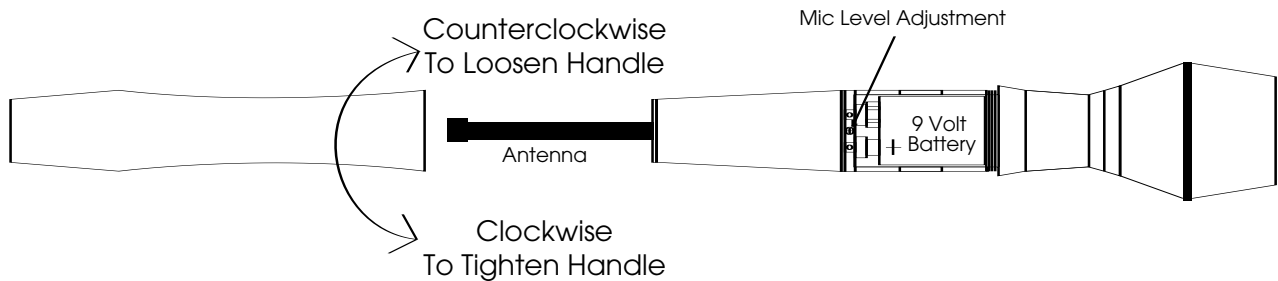 Counterclockwise
To Loosen Handle
Mic Level Adjustment
Antenna
9 Volt
+ Battery
Clockwise
To Tighten Handle